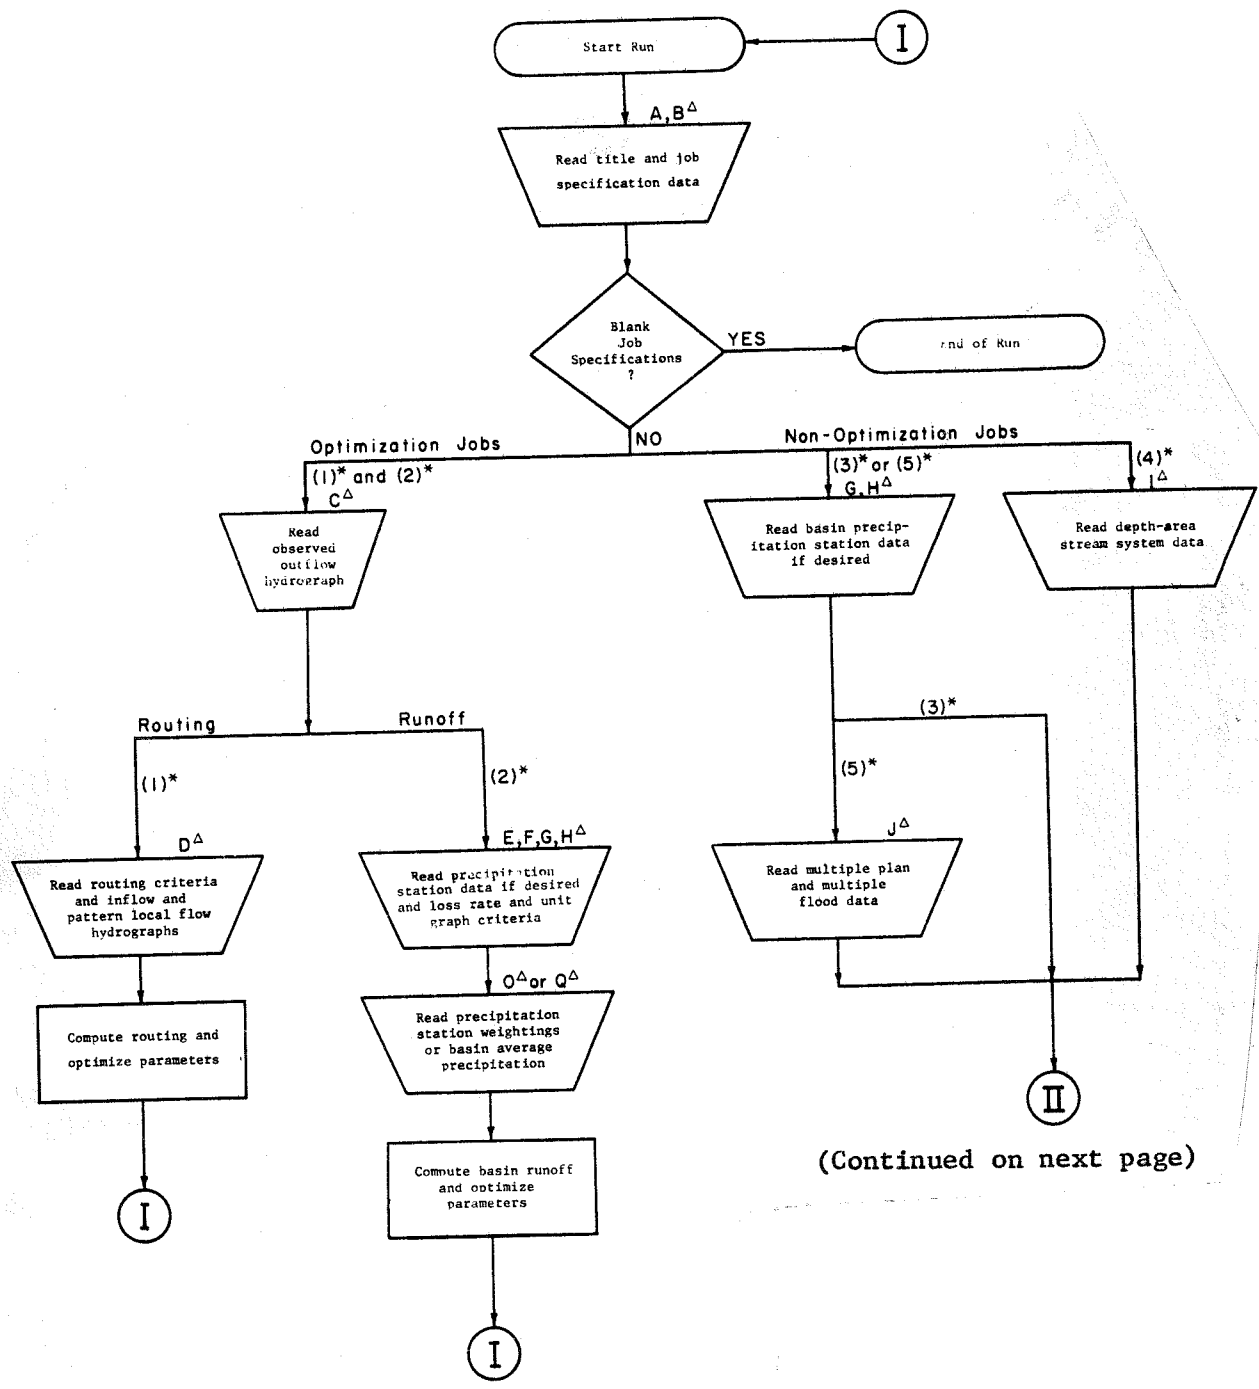 Start Run
I
A,B△
Read title and job
specification data
Blank
Job
Specifications
?
YES
End of Run
NO
Optimization Jobs
Non-Optimization Jobs
(1)* and (2)*
C△
(3)* or (5)*
G,H△
(4)*
I△
Read
observed
outflow
hydrograph
Read basin precip-
itation station data
if desired
Read depth-area
stream system data
Routing
Runoff
(3)*
(1)*
(2)*
(5)*
D△
E,F,G,H△
J△
Read routing criteria
and inflow and
pattern local flow
hydrographs
Read precipitation
station data if desired
and loss rate and unit
graph criteria
Read multiple plan
and multiple
flood data
O△ or Q△
Compute routing and
optimize parameters
Read precipitation
station weightings
or basin average
precipitation
II
(Continued on next page)
Compute basin runoff
and optimize
parameters
I
I